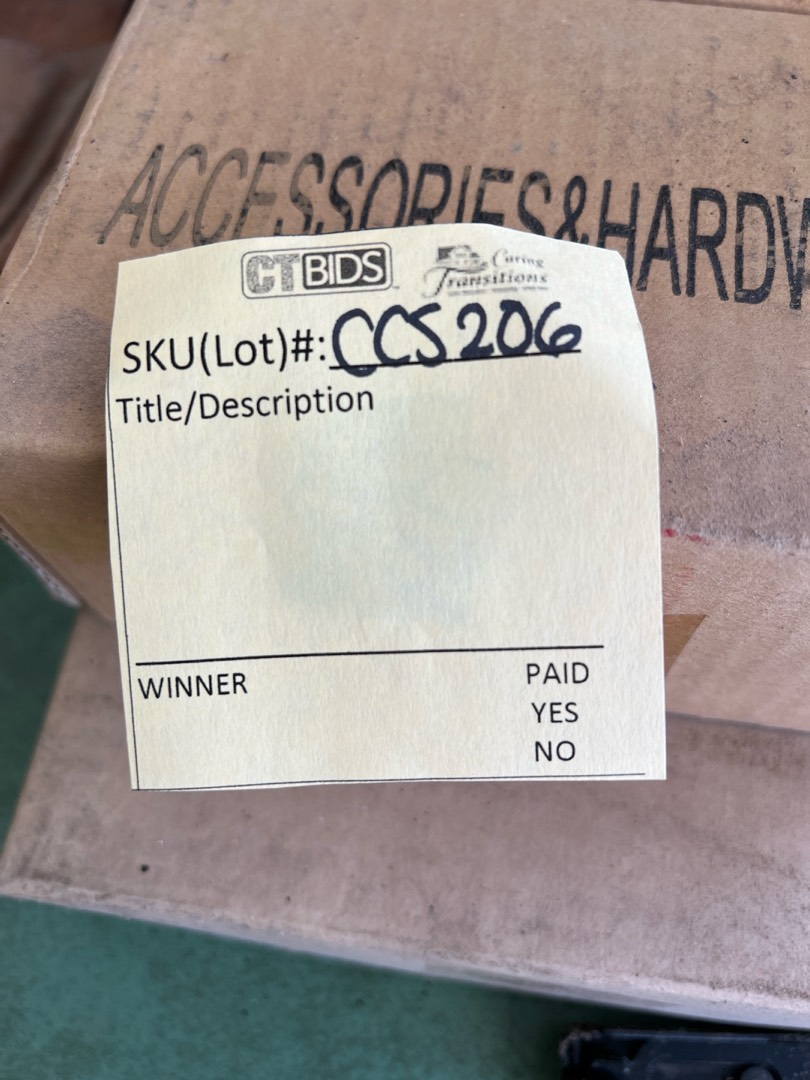 ACCESSORIES&HARDW
CTBIDS
Caring
Transitions
SKU(Lot)#: CCS206
Title/Description
WINNER
PAID
YES
NO